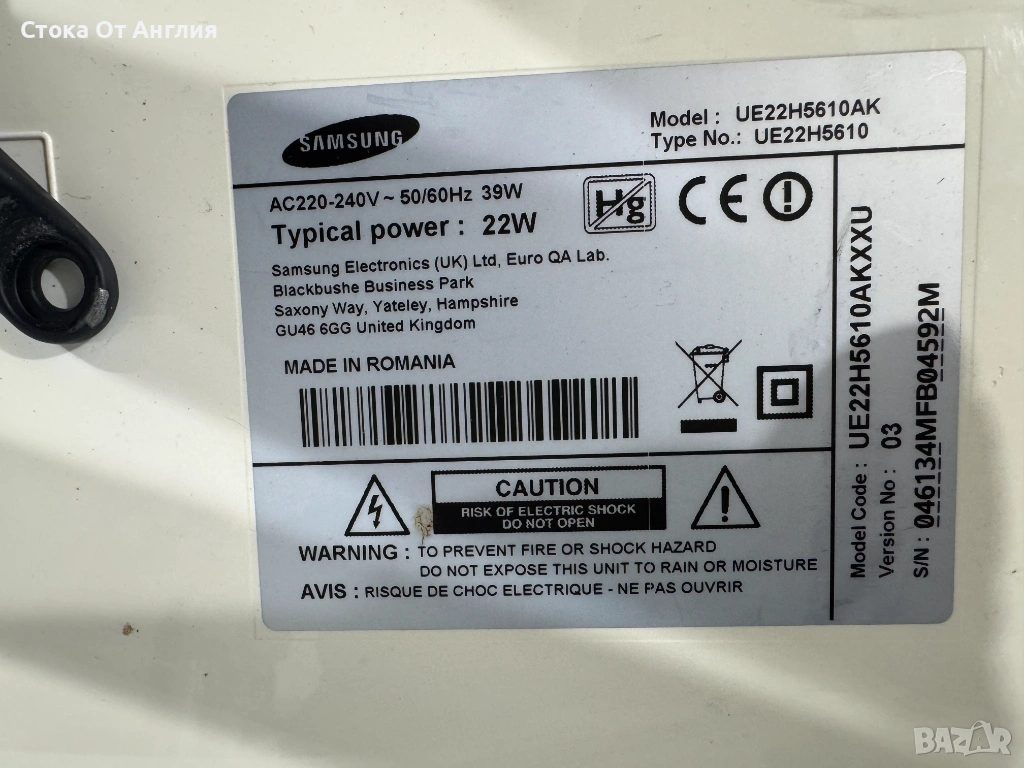 Стока От Англия
SAMSUNG
Model : UE22H5610AK
Type No.: UE22H5610
AC220-240V ~ 50/60Hz 39W
Typical power : 22W
Hg
CE
Samsung Electronics (UK) Ltd, Euro QA Lab.
Blackbushe Business Park
Saxony Way, Yateley, Hampshire
GU46 6GG United Kingdom
MADE IN ROMANIA
CAUTION
RISK OF ELECTRIC SHOCK
DO NOT OPEN
WARNING : TO PREVENT FIRE OR SHOCK HAZARD
DO NOT EXPOSE THIS UNIT TO RAIN OR MOISTURE
AVIS : RISQUE DE CHOC ELECTRIQUE - NE PAS OUVRIR
Model Code : UE22H5610AKXXU
Version No : 03
S/N : 046134MFB04592M
BAZAR